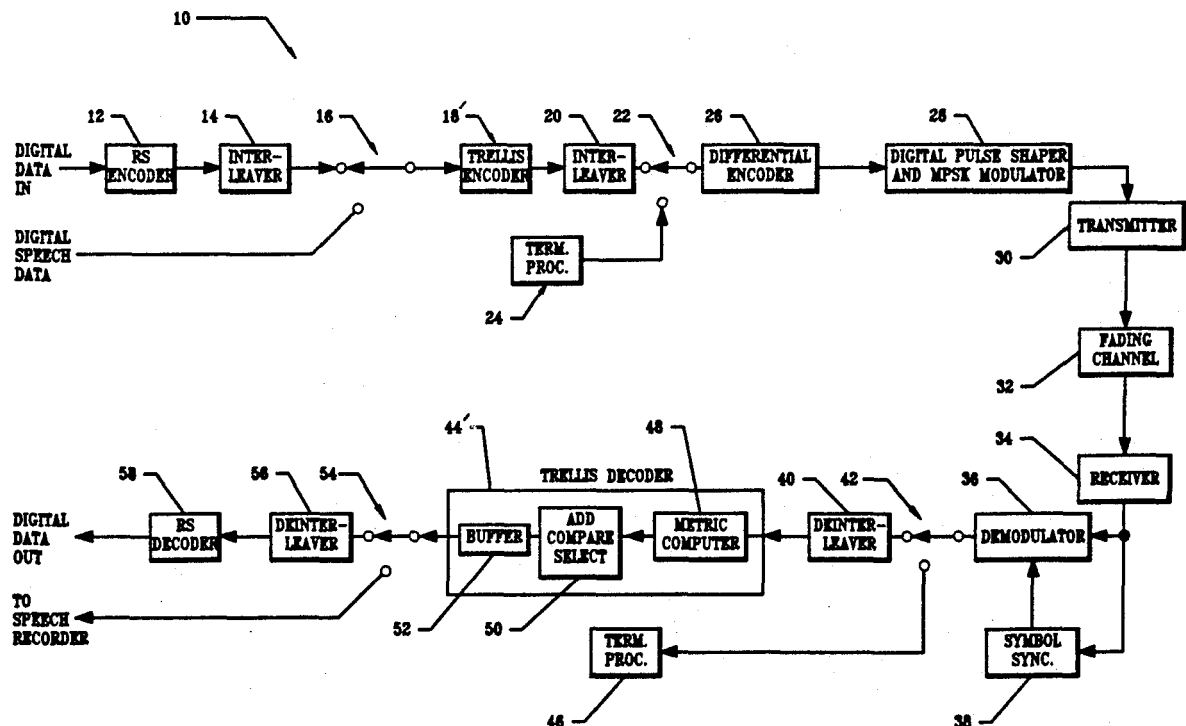 10
12
14
16
18'
20
22
26
28
DIGITAL
DATA
IN
RS
ENCODER
INTER-
LEAVER
TRELLIS
ENCODER
INTER-
LEAVER
DIFFERENTIAL
ENCODER
DIGITAL PULSE SHAPER
AND MPSK MODULATOR
DIGITAL
SPEECH
DATA
TERM.
PROC.
24
TRANSMITTER
30
FADING
CHANNEL
32
44'
48
34
58
56
54
TRELLIS DECODER
40
42
36
RECEIVER
DIGITAL
DATA
OUT
RS
DECODER
DEINTER-
LEAVER
BUFFER
ADD
COMPARE
SELECT
METRIC
COMPUTER
DEINTER-
LEAVER
DEMODULATOR
TO
SPEECH
RECORDER
52
50
TERM.
PROC.
46
SYMBOL
SYNC.
38